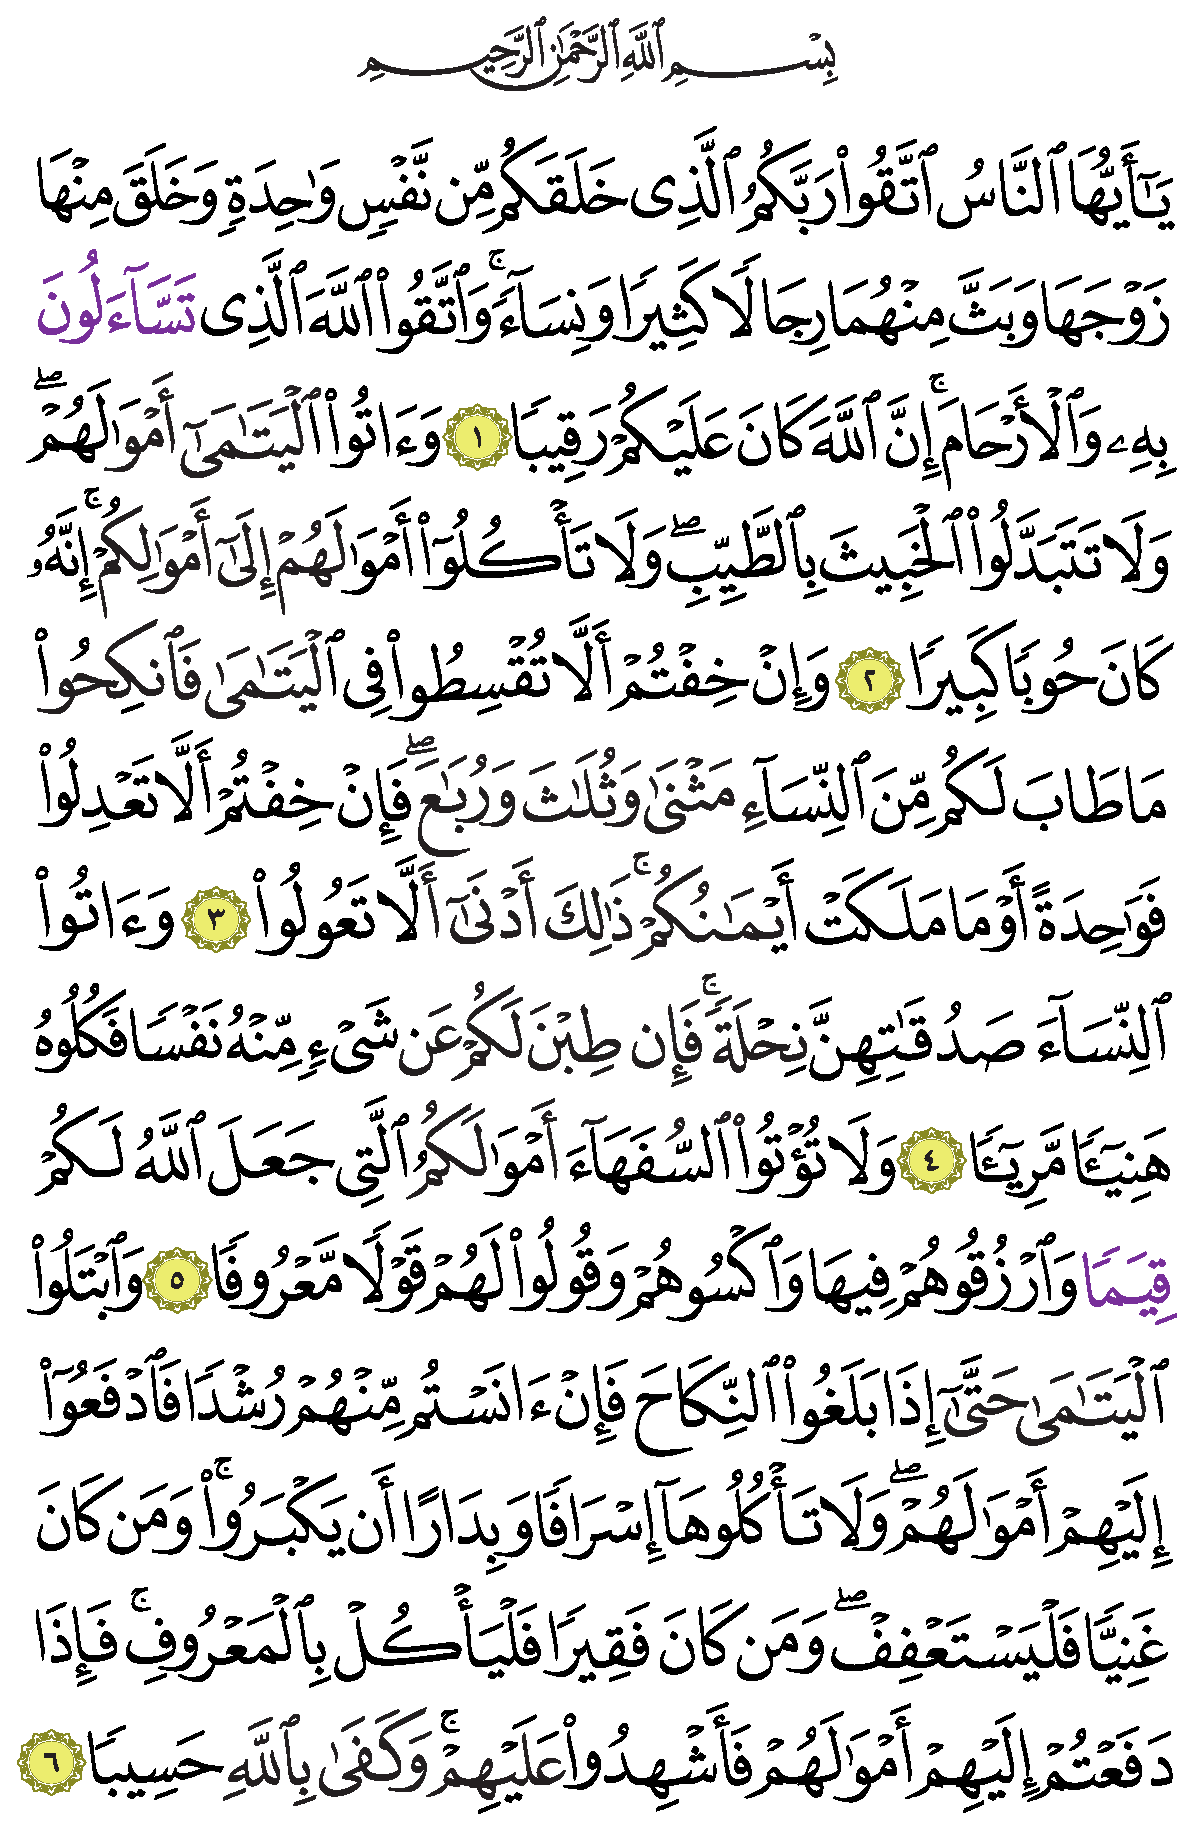 بِسْمِ ٱللَّهِ ٱلرَّحْمَٰنِ ٱلرَّحِيمِ
يَـٰٓأَيُّهَا ٱلنَّاسُ ٱتَّقُوا۟ رَبَّكُمُ ٱلَّذِى خَلَقَكُم مِّن نَّفْسٍ وَٰحِدَةٍ وَخَلَقَ مِنْهَا
زَوْجَهَا وَبَثَّ مِنْهُمَا رِجَالًا كَثِيرًا وَنِسَآءً ۚ وَٱتَّقُوا۟ ٱللَّهَ ٱلَّذِى تَسَّآءَلُونَ
بِهِۦ وَٱلْأَرْحَامَ ۚ إِنَّ ٱللَّهَ كَانَ عَلَيْكُمْ رَقِيبًا ١ وَءَاتُوا۟ ٱلْيَتَـٰمَىٰٓ أَمْوَٰلَهُمْ ۖ
وَلَا تَتَبَدَّلُوا۟ ٱلْخَبِيثَ بِٱلطَّيِّبِ ۖ وَلَا تَأْكُلُوٓا۟ أَمْوَٰلَهُمْ إِلَىٰٓ أَمْوَٰلِكُمْ ۚ إِنَّهُۥ
كَانَ حُوبًا كَبِيرًا ٢ وَإِنْ خِفْتُمْ أَلَّا تُقْسِطُوا۟ فِى ٱلْيَتَـٰمَىٰ فَٱنكِحُوا۟
مَا طَابَ لَكُم مِّنَ ٱلنِّسَآءِ مَثْنَىٰ وَثُلَـٰثَ وَرُبَـٰعَ ۖ فَإِنْ خِفْتُمْ أَلَّا تَعْدِلُوا۟
فَوَٰحِدَةً أَوْ مَا مَلَكَتْ أَيْمَـٰنُكُمْ ۚ ذَٰلِكَ أَدْنَىٰٓ أَلَّا تَعُولُوا۟ ٣ وَءَاتُوا۟
ٱلنِّسَآءَ صَدُقَـٰتِهِنَّ نِحْلَةً ۚ فَإِن طِبْنَ لَكُمْ عَن شَىْءٍ مِّنْهُ نَفْسًا فَكُلُوهُ
هَنِيٓـًٔا مَّرِيٓـًٔا ٤ وَلَا تُؤْتُوا۟ ٱلسُّفَهَآءَ أَمْوَٰلَكُمُ ٱلَّتِى جَعَلَ ٱللَّهُ لَكُمْ
قِيَمًا وَٱرْزُقُوهُمْ فِيهَا وَٱكْسُوهُمْ وَقُولُوا۟ لَهُمْ قَوْلًا مَّعْرُوفًا ٥ وَٱبْتَلُوا۟
ٱلْيَتَـٰمَىٰ حَتَّىٰٓ إِذَا بَلَغُوا۟ ٱلنِّكَاحَ فَإِنْ ءَانَسْتُم مِّنْهُمْ رُشْدًا فَٱدْفَعُوٓا۟
إِلَيْهِمْ أَمْوَٰلَهُمْ ۖ وَلَا تَأْكُلُوهَآ إِسْرَافًا وَبِدَارًا أَن يَكْبَرُوا۟ ۚ وَمَن كَانَ
غَنِيًّا فَلْيَسْتَعْفِفْ ۖ وَمَن كَانَ فَقِيرًا فَلْيَأْكُلْ بِٱلْمَعْرُوفِ ۚ فَإِذَا
دَفَعْتُمْ إِلَيْهِمْ أَمْوَٰلَهُمْ فَأَشْهِدُوا۟ عَلَيْهِمْ ۚ وَكَفَىٰ بِٱللَّهِ حَسِيبًا ٦